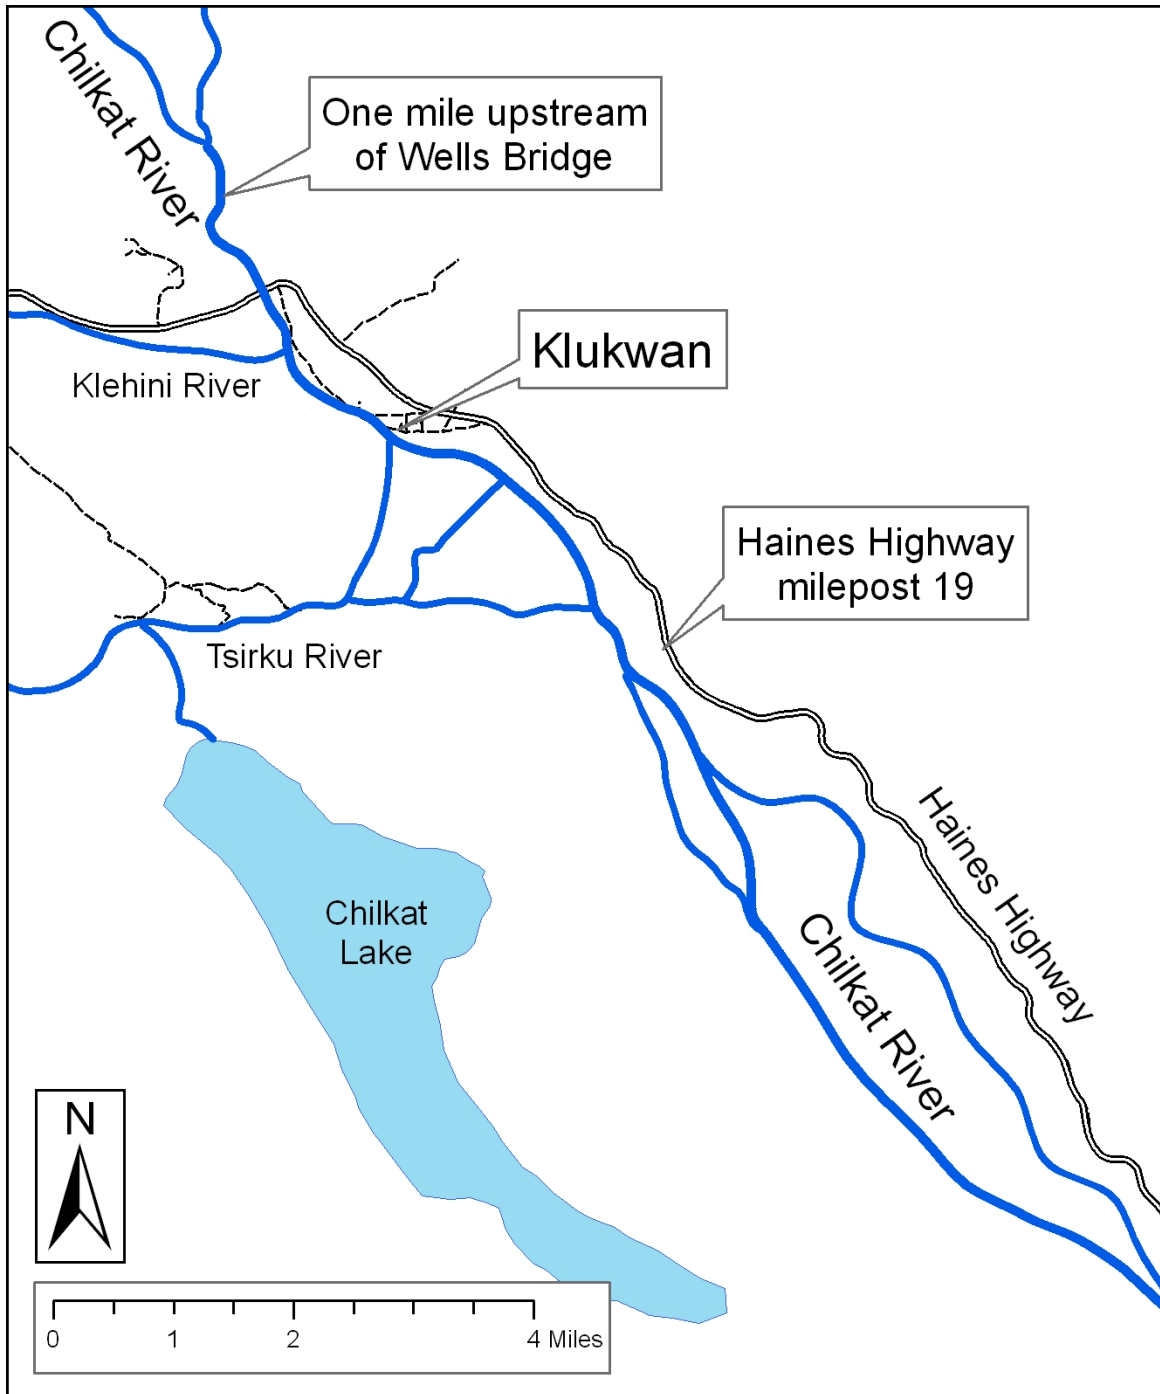 Chilkat River
One mile upstream
of Wells Bridge
Klukwan
Klehini River
Haines Highway
milepost 19
Tsirku River
Haines Highway
Chilkat
Lake
Chilkat River
N
0 1 2 4 Miles